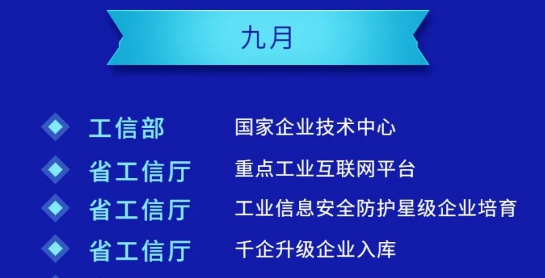 九月
工信部 国家企业技术中心
省工信厅 重点工业互联网平台
省工信厅 工业信息安全防护星级企业培育
省工信厅 千企升级企业入库